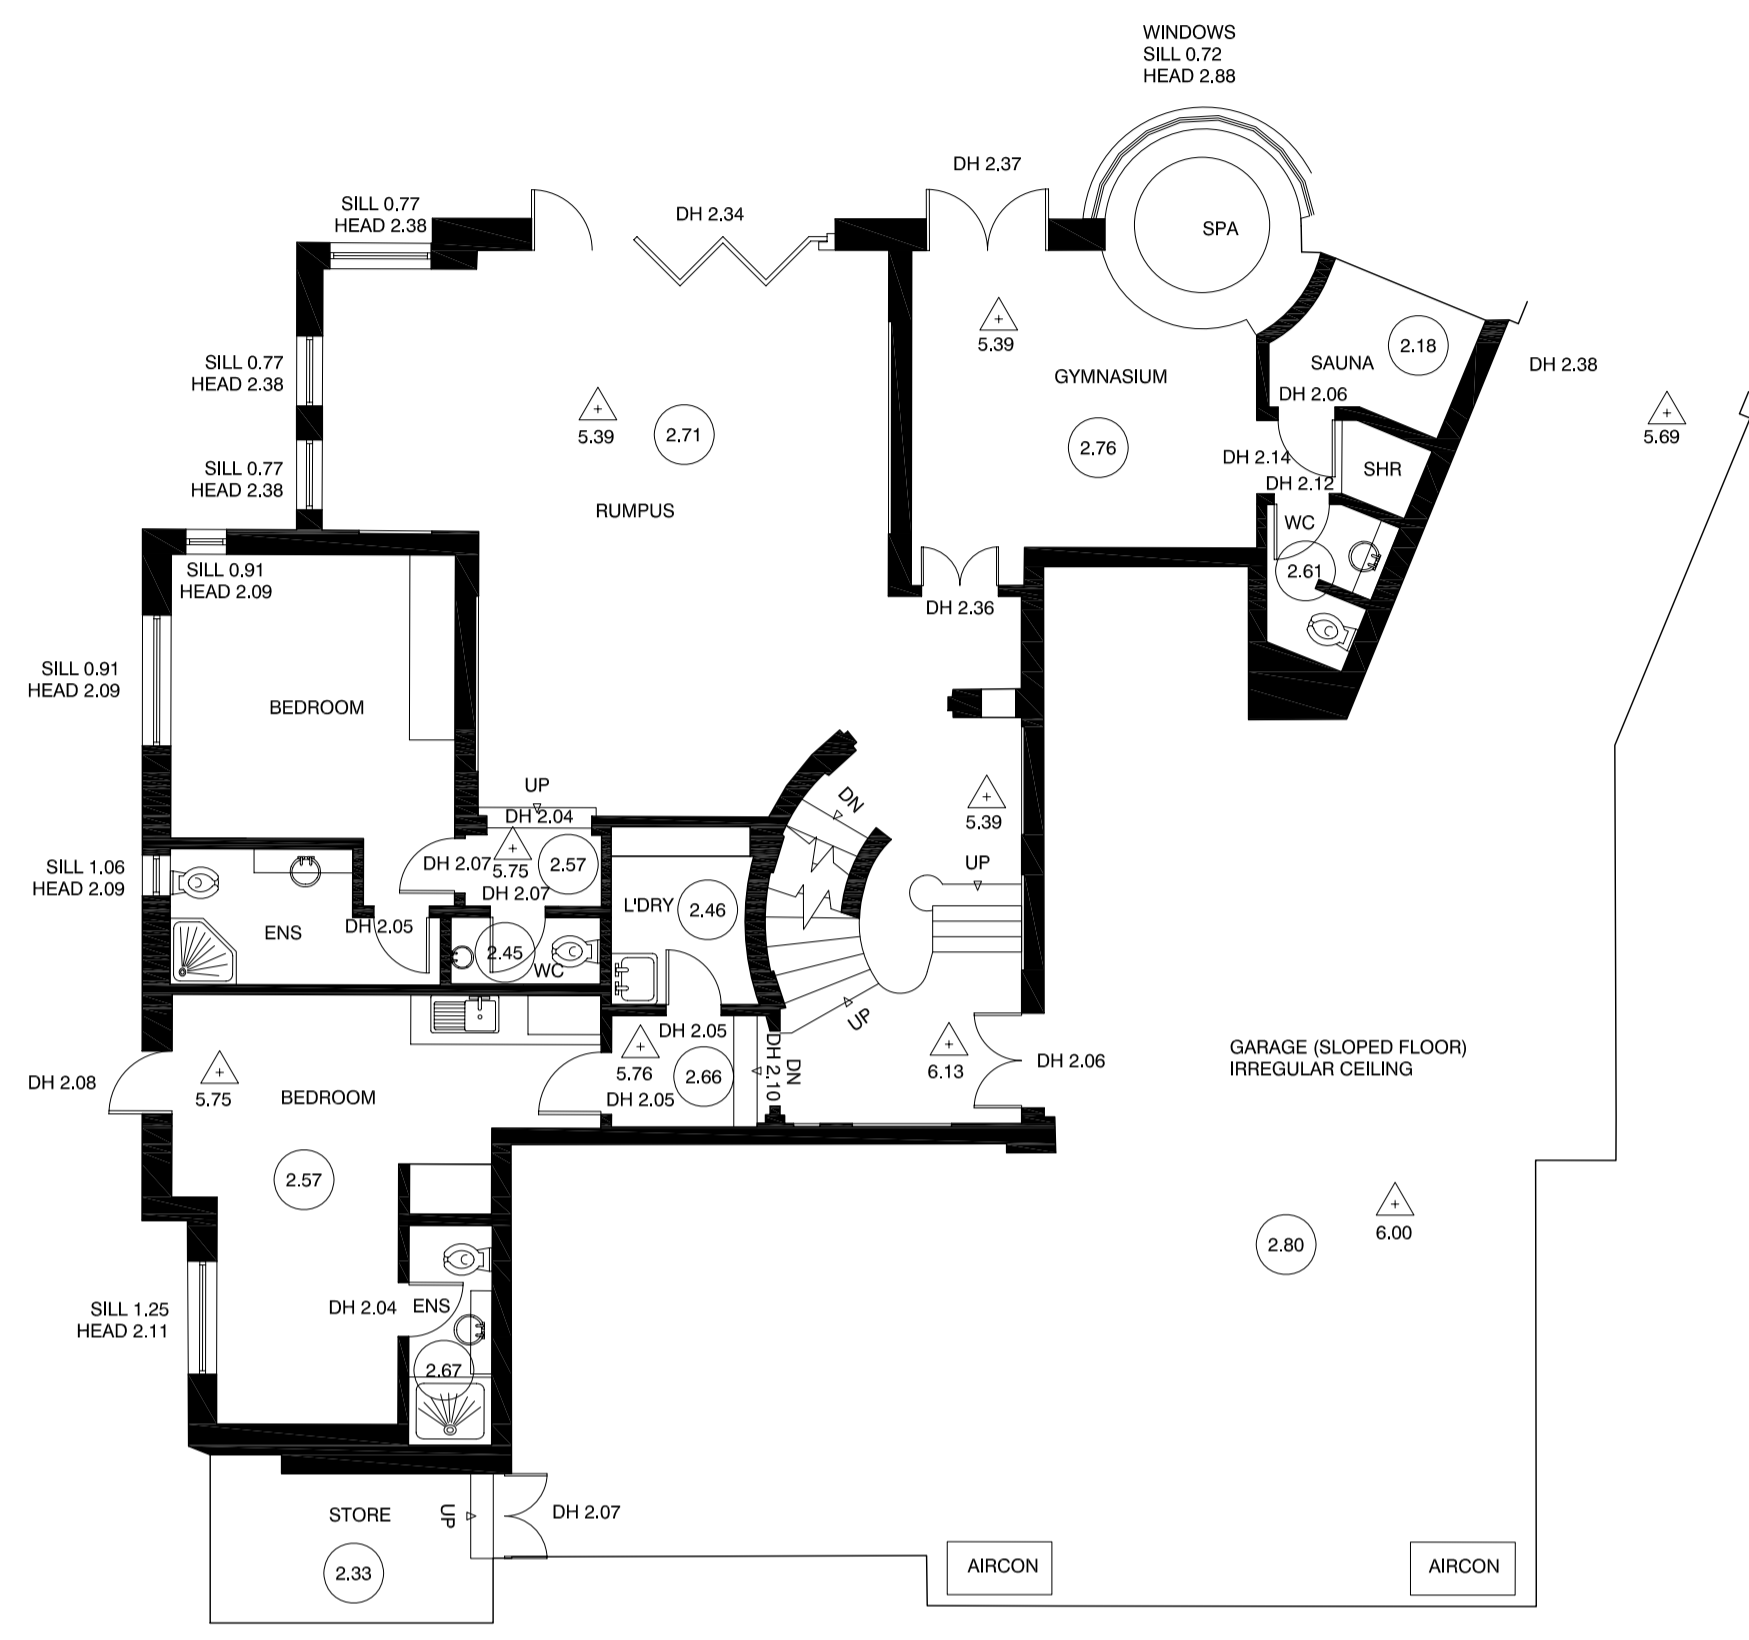 WINDOWS
SILL 0.72
HEAD 2.88
DH 2.37
SILL 0.77
HEAD 2.38
DH 2.34
SPA
5.39
2.18
SAUNA
DH 2.38
SILL 0.77
HEAD 2.38
GYMNASIUM
DH 2.06
5.39
2.71
5.69
2.76
DH 2.14
SHR
SILL 0.77
HEAD 2.38
DH 2.12
RUMPUS
WC
2.61
SILL 0.91
HEAD 2.09
DH 2.36
SILL 0.91
HEAD 2.09
BEDROOM
UP
DN
DH 2.04
5.39
DH 2.07
5.75
2.57
UP
SILL 1.06
HEAD 2.09
DH 2.07
L'DRY
2.46
ENS
DH 2.05
2.45
WC
UP
DH 2.05
DH 2.10
DN
5.76
2.66
6.13
DH 2.06
GARAGE (SLOPED FLOOR)
IRREGULAR CEILING
DH 2.08
5.75
BEDROOM
DH 2.05
2.57
6.00
2.80
SILL 1.25
HEAD 2.11
DH 2.04
ENS
2.67
STORE
UP
DH 2.07
2.33
AIRCON
AIRCON